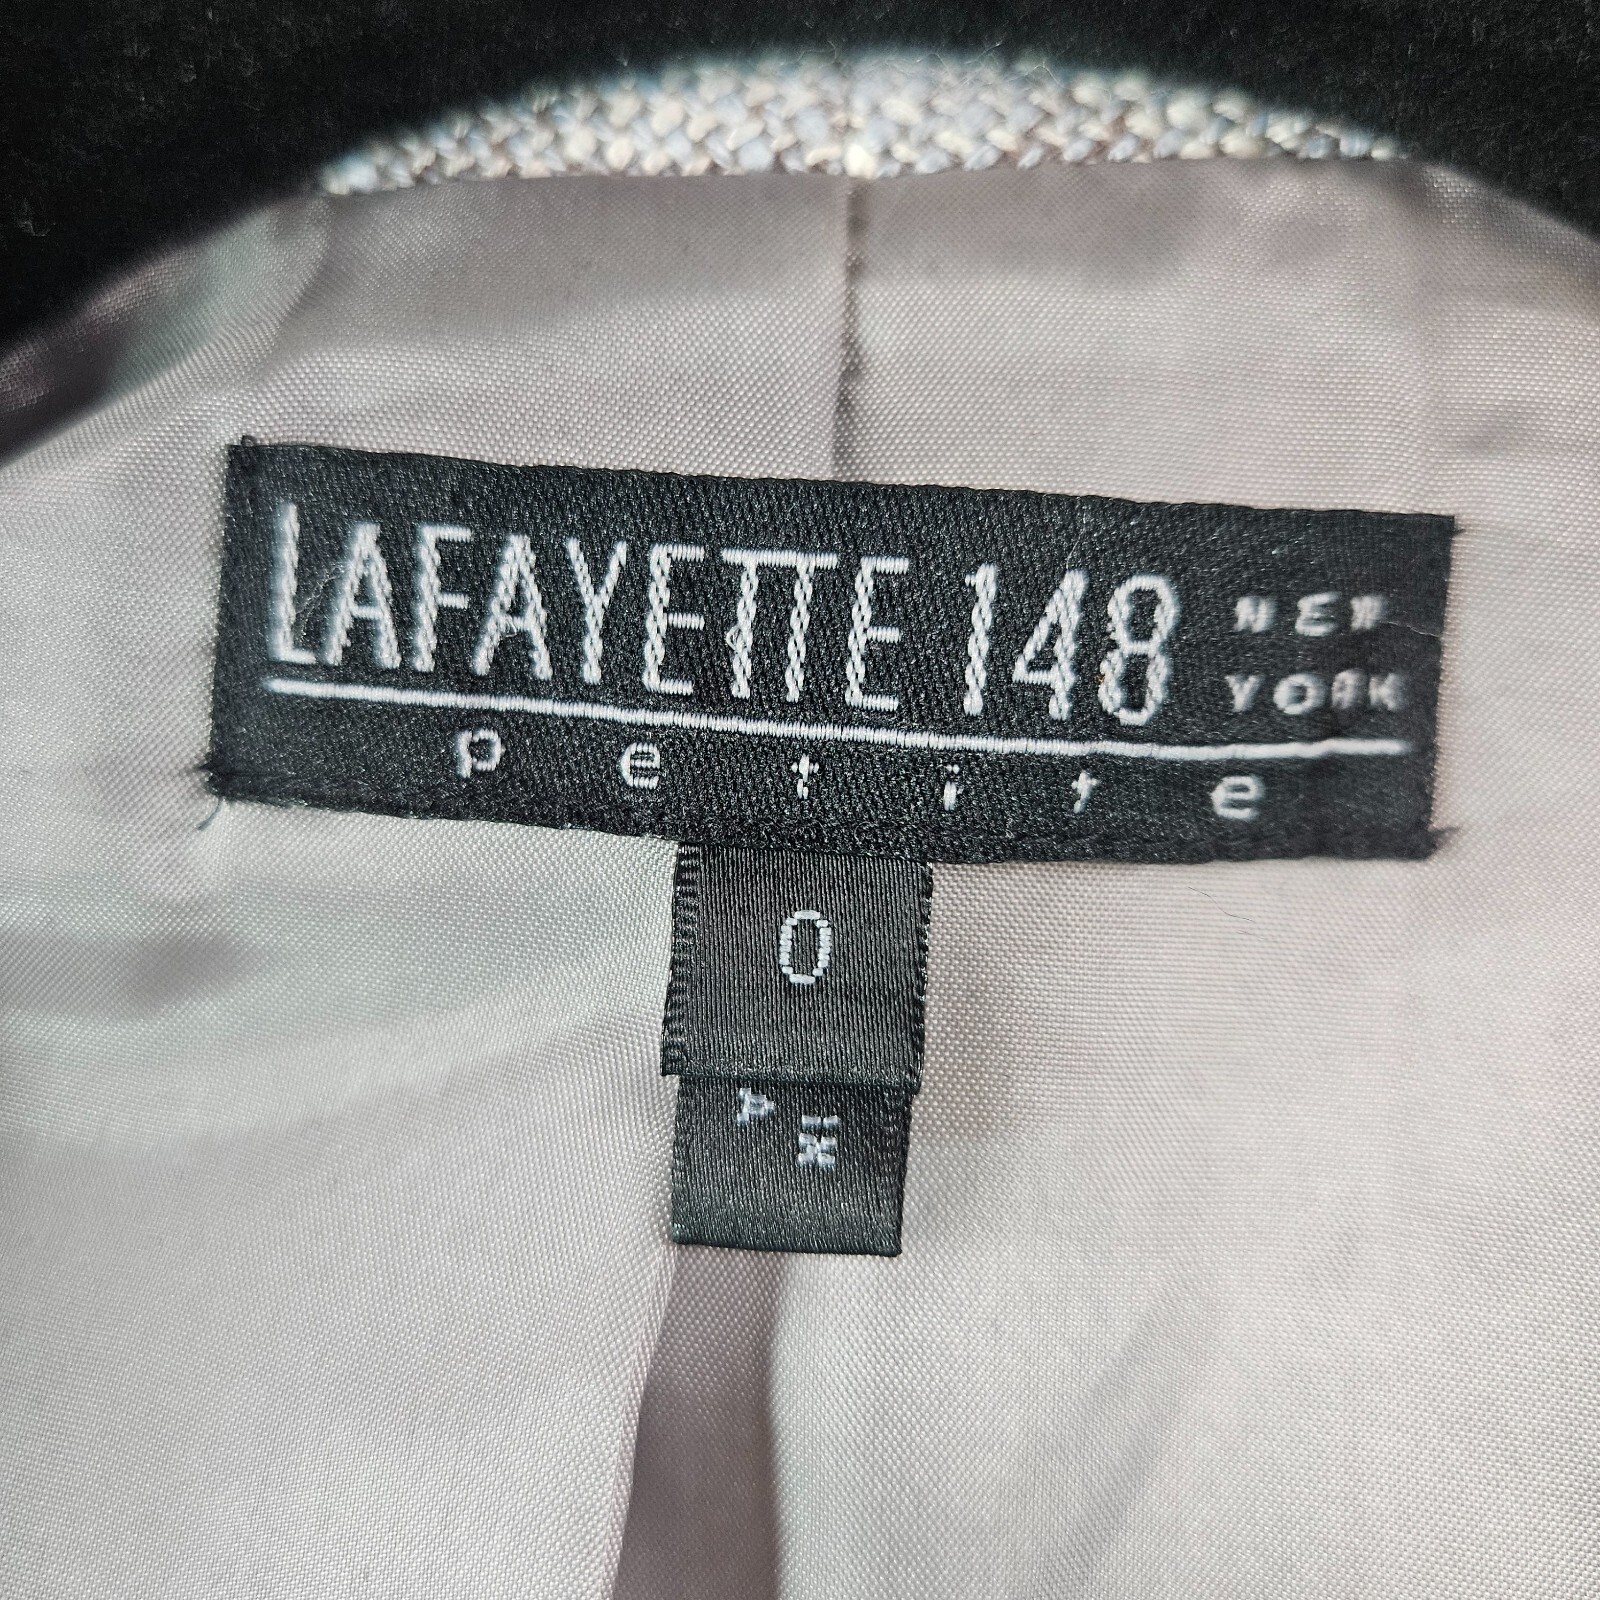 LAFAYETTE 148 NEW YORK
petite
0
P